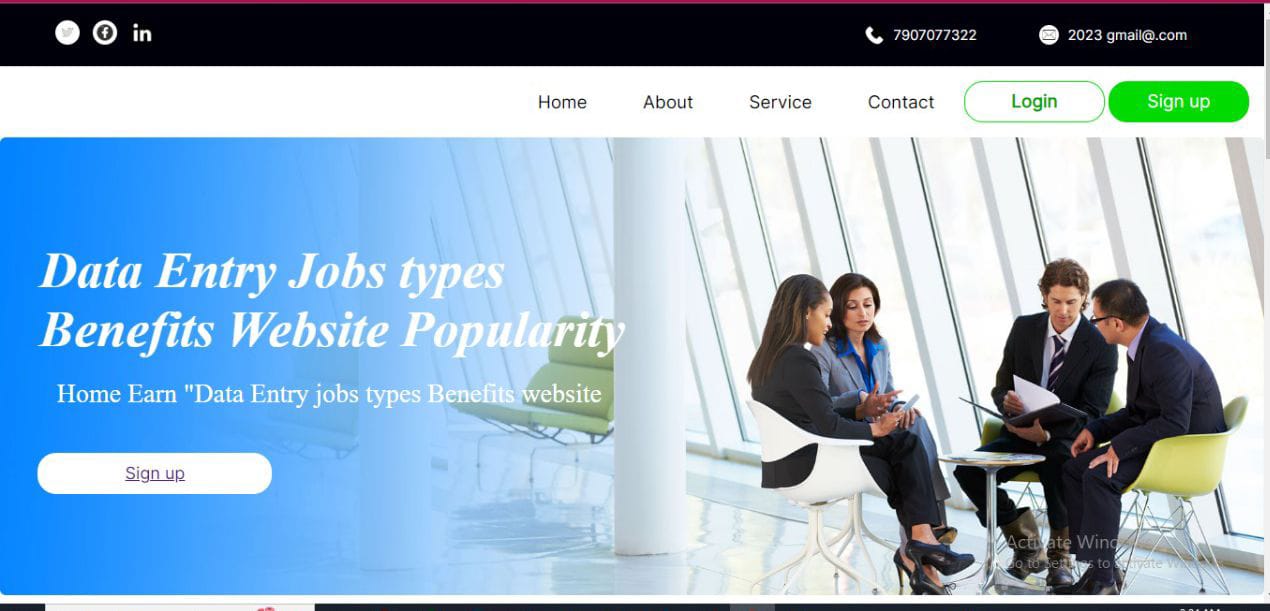 7907077322
2023 gmail@.com
Home
About
Service
Contact
Login
Sign up
Data Entry Jobs types
Benefits Website Popularity
Home Earn "Data Entry jobs types Benefits website
Sign up
Activate Windows
Go to Settings to activate Windows.